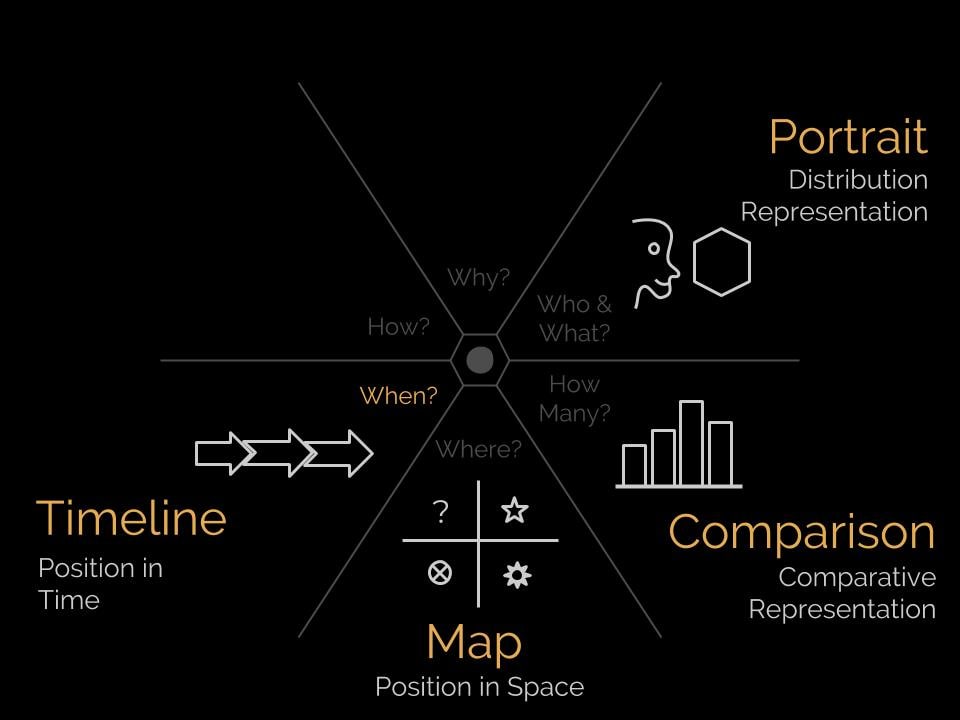 Portrait
Distribution
Representation
Why?
Who &
What?
How?
When?
How
Many?
Where?
Timeline
Position in
Time
?
Comparison
Comparative
Representation
Map
Position in Space